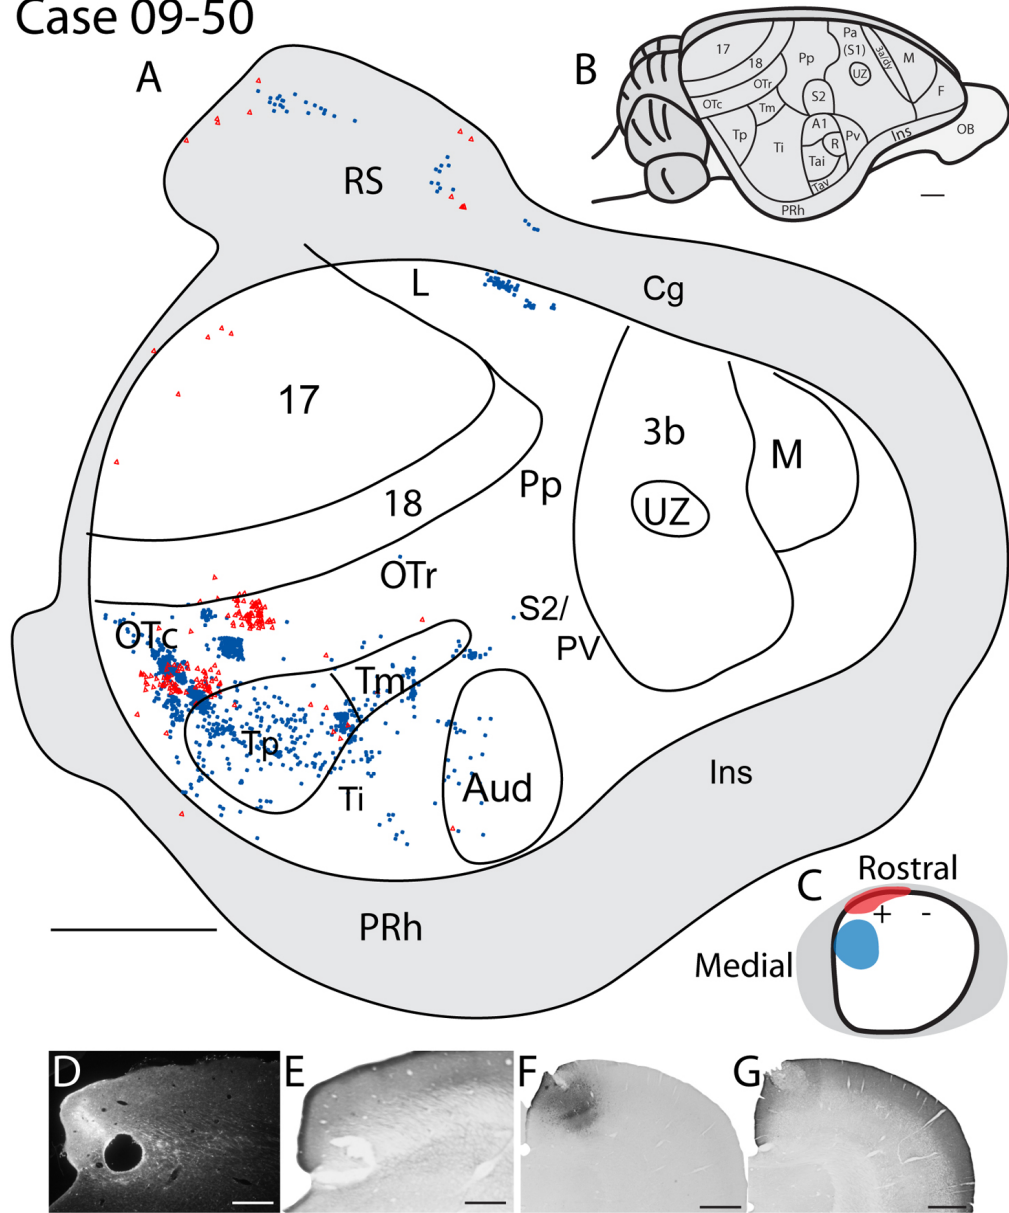 Case 09-50
A
RS
L
Cg
17
3b
M
18
Pp
UZ
OTr
S2/
PV
OTc
Tm
Tp
Ti
Aud
Ins
PRh
B
17
18
OTr
OTc
Pp
Pa
(S1)
3a/dy
M
UZ
F
S2
Tm
Tp
Ti
A1
R
Pv
Ins
OB
Tai
Tav
PRh
C
Rostral
+ -
Medial
D
E
F
G